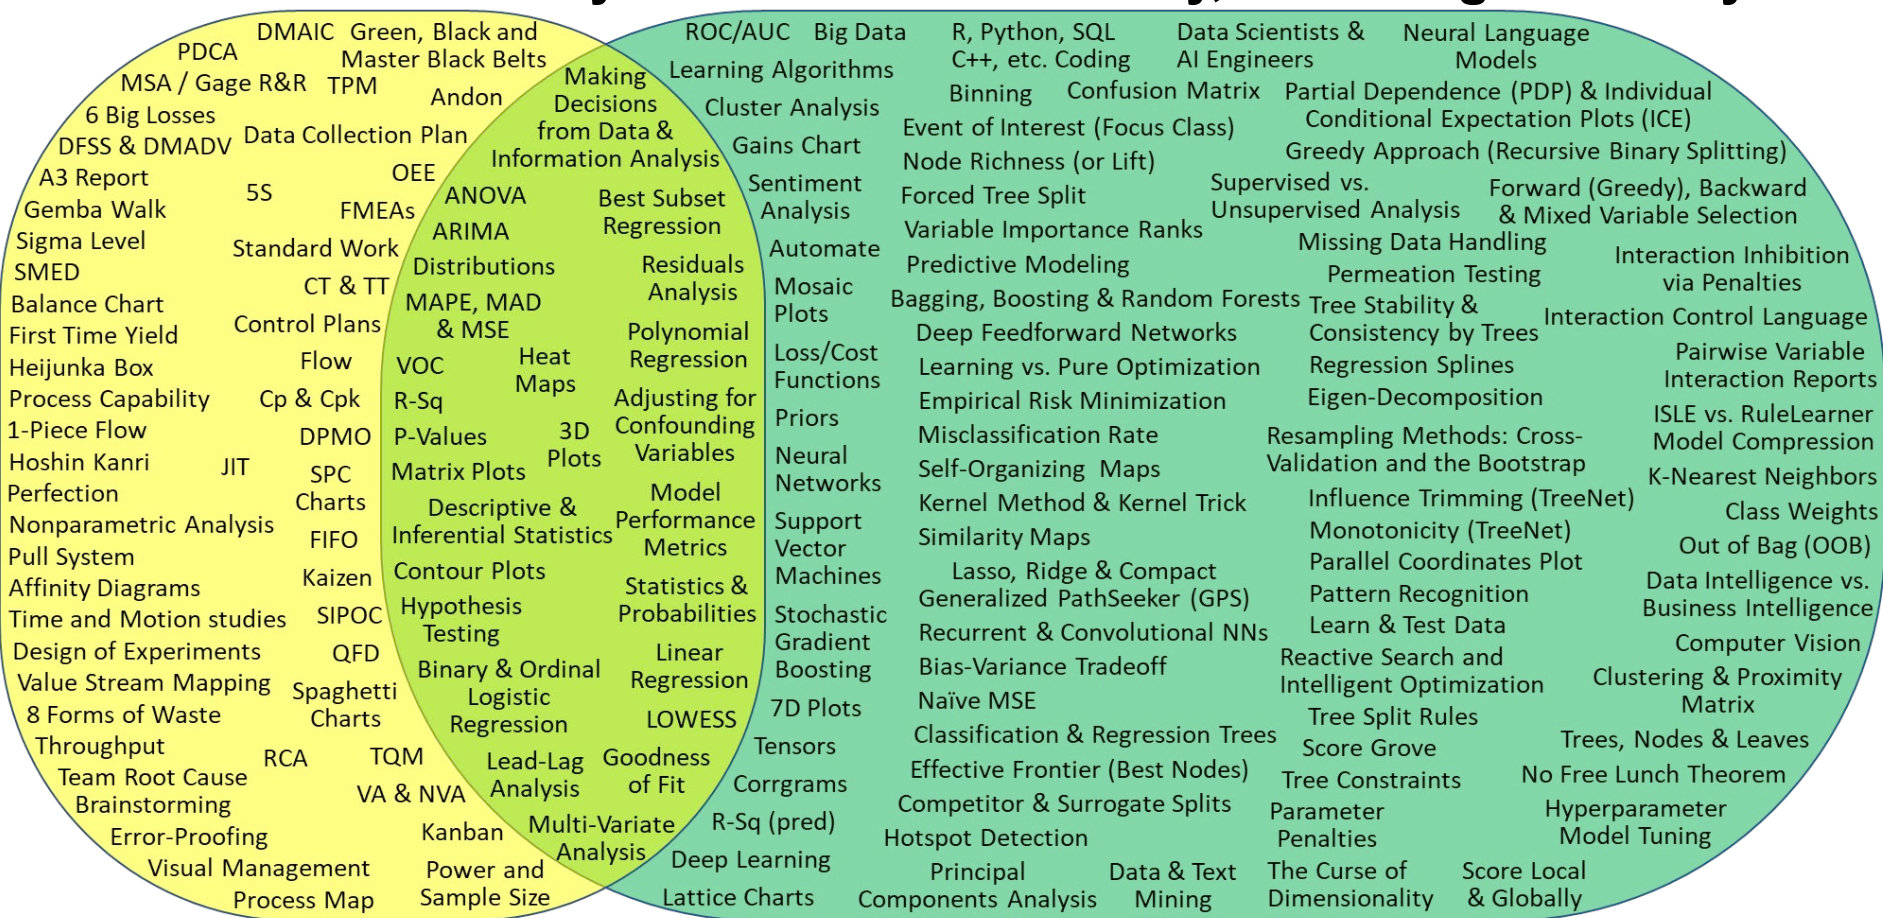 DMAIC
Green, Black and
Master Black Belts
PDCA
MSA / Gage R&R
TPM
Andon
6 Big Losses
DFSS & DMADV
Data Collection Plan
A3 Report
5S
OEE
Gemba Walk
FMEAs
Sigma Level
Standard Work
SMED
CT & TT
Balance Chart
Control Plans
First Time Yield
Flow
Heijunka Box
Process Capability
Cp & Cpk
1-Piece Flow
DPMO
Hoshin Kanri
JIT
SPC
Charts
Perfection
Nonparametric Analysis
FIFO
Pull System
Kaizen
Affinity Diagrams
SIPOC
Time and Motion studies
Design of Experiments
QFD
Value Stream Mapping
Spaghetti
Charts
8 Forms of Waste
Throughput
RCA
TQM
Team Root Cause
Brainstorming
VA & NVA
Error-Proofing
Kanban
Visual Management
Power and
Sample Size
Process Map
Making
Decisions
from Data &
Information Analysis
ANOVA
Best Subset
Regression
ARIMA
Distributions
Residuals
Analysis
MAPE, MAD
& MSE
Polynomial
Regression
VOC
Heat
Maps
R-Sq
Adjusting for
Confounding
Variables
P-Values
3D
Plots
Matrix Plots
Model
Performance
Metrics
Descriptive &
Inferential Statistics
Contour Plots
Statistics &
Probabilities
Hypothesis
Testing
Linear
Regression
Binary & Ordinal
Logistic
Regression
LOWESS
Lead-Lag
Analysis
Goodness
of Fit
Multi-Variate
Analysis
ROC/AUC
Big Data
Learning Algorithms
Cluster Analysis
Gains Chart
Sentiment
Analysis
Automate
Mosaic
Plots
Loss/Cost
Functions
Priors
Neural
Networks
Support
Vector
Machines
Stochastic
Gradient
Boosting
7D Plots
Tensors
Corrgrams
R-Sq (pred)
Deep Learning
Lattice Charts
R, Python, SQL
C++, etc. Coding
Binning
Confusion Matrix
Event of Interest (Focus Class)
Node Richness (or Lift)
Forced Tree Split
Variable Importance Ranks
Predictive Modeling
Bagging, Boosting & Random Forests
Deep Feedforward Networks
Learning vs. Pure Optimization
Empirical Risk Minimization
Misclassification Rate
Self-Organizing Maps
Kernel Method & Kernel Trick
Similarity Maps
Lasso, Ridge & Compact
Generalized PathSeeker (GPS)
Recurrent & Convolutional NNs
Bias-Variance Tradeoff
Naïve MSE
Classification & Regression Trees
Effective Frontier (Best Nodes)
Competitor & Surrogate Splits
Hotspot Detection
Principal
Components Analysis
Data & Text
Mining
Data Scientists &
AI Engineers
Neural Language
Models
Partial Dependence (PDP) & Individual
Conditional Expectation Plots (ICE)
Greedy Approach (Recursive Binary Splitting)
Supervised vs.
Unsupervised Analysis
Forward (Greedy), Backward
& Mixed Variable Selection
Missing Data Handling
Permeation Testing
Tree Stability &
Consistency by Trees
Regression Splines
Eigen-Decomposition
Resampling Methods: Cross-
Validation and the Bootstrap
Influence Trimming (TreeNet)
Monotonicity (TreeNet)
Parallel Coordinates Plot
Pattern Recognition
Learn & Test Data
Reactive Search and
Intelligent Optimization
Tree Split Rules
Score Grove
Tree Constraints
Parameter
Penalties
The Curse of
Dimensionality
Interaction Inhibition
via Penalties
Interaction Control Language
Pairwise Variable
Interaction Reports
ISLE vs. RuleLearner
Model Compression
K-Nearest Neighbors
Class Weights
Out of Bag (OOB)
Data Intelligence vs.
Business Intelligence
Computer Vision
Clustering & Proximity
Matrix
Trees, Nodes & Leaves
No Free Lunch Theorem
Hyperparameter
Model Tuning
Score Local
& Globally